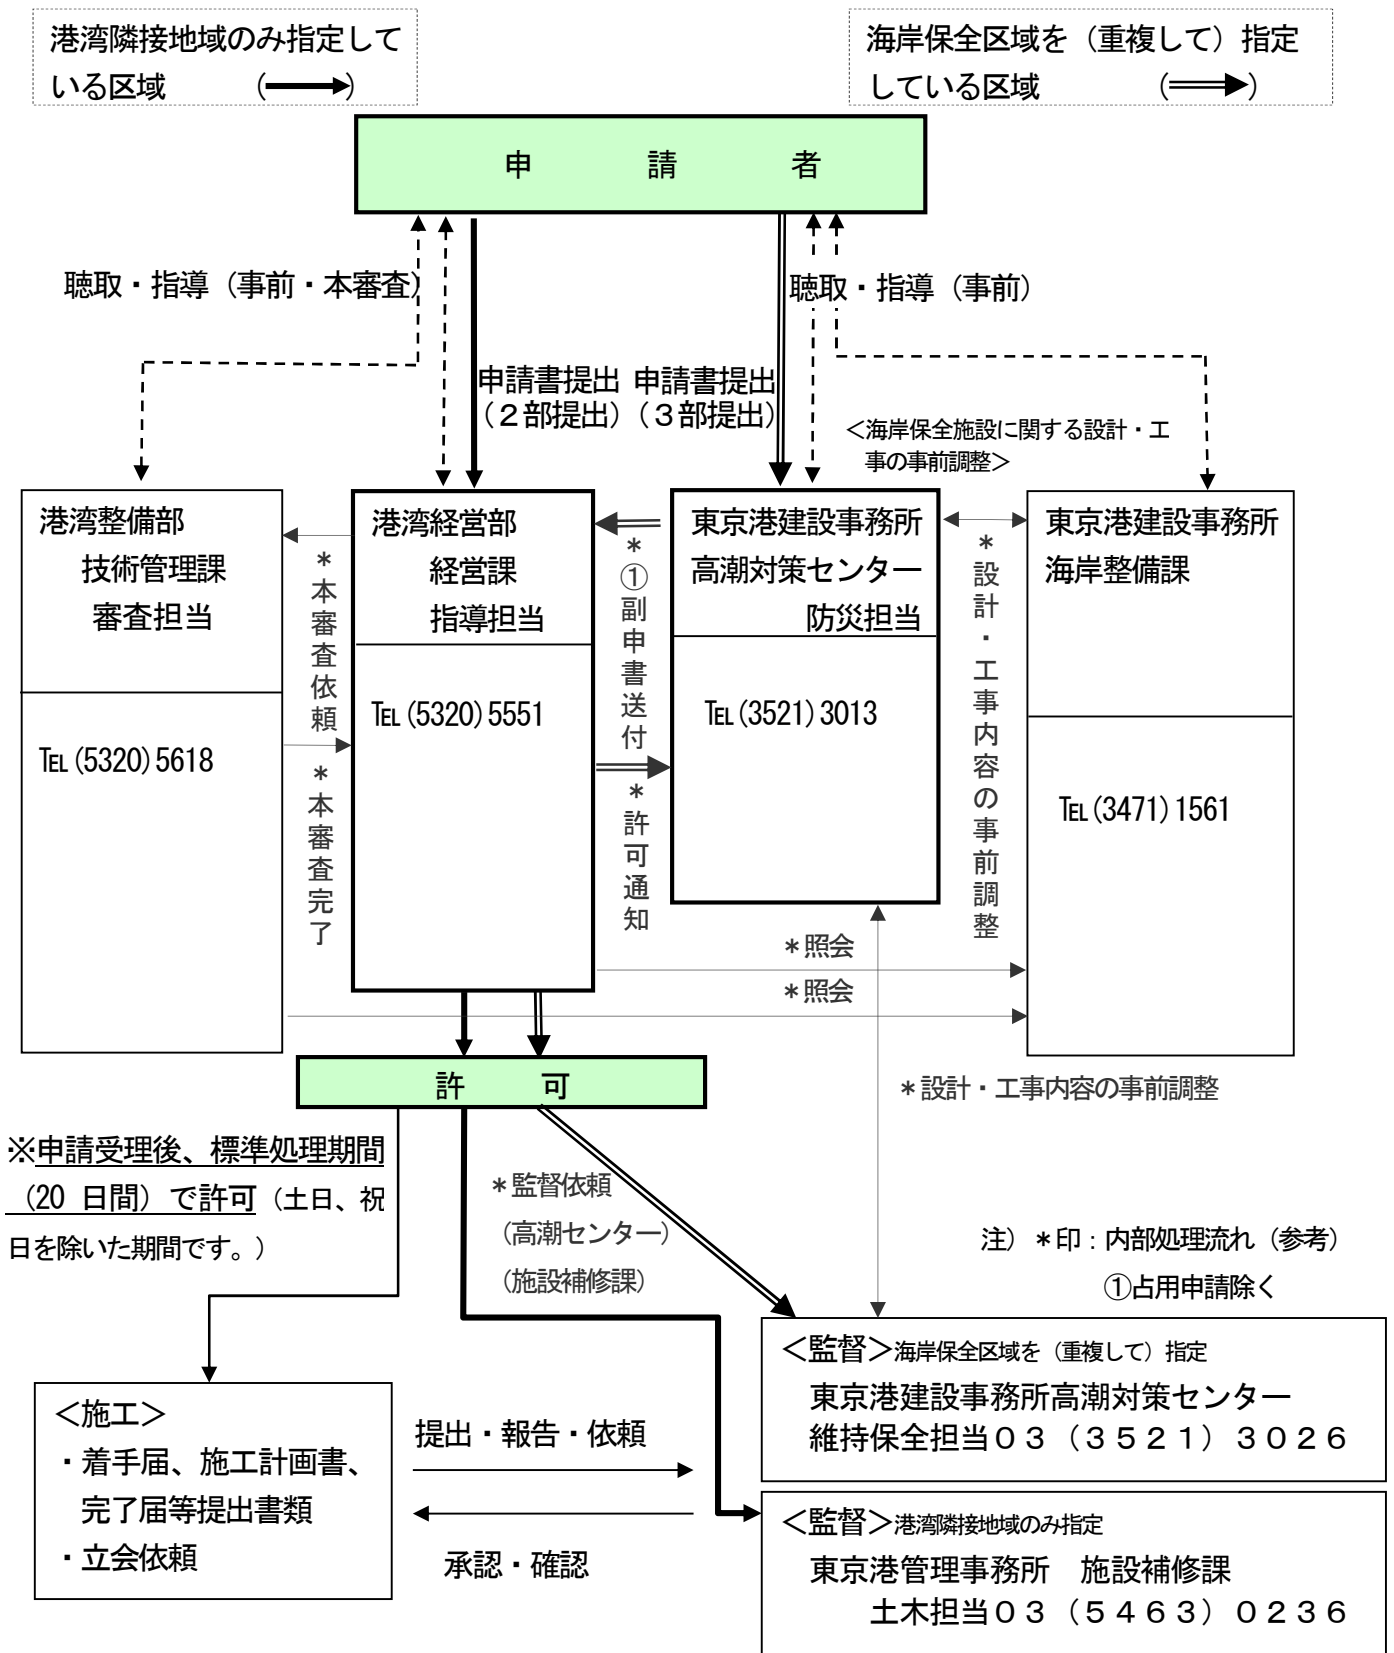 港湾隣接地域のみ指定して
いる区域　　　(　　　)
海岸保全区域を（重複して）指定
している区域　　　　(　　　)
申　　　請　　　者
聴取・指導（事前・本審査）
聴取・指導（事前）
申請書提出
（２部提出）
申請書提出
（３部提出）
＜海岸保全施設に関する設計・工
事の事前調整＞
港湾整備部
技術管理課
審査担当
℡(5320)5618
＊本審査依頼
＊本審査完了
港湾経営部
経営課
指導担当
℡(5320)5551
＊①副申書送付
＊許可通知
東京港建設事務所
高潮対策センター
防災担当
℡(3521)3013
＊設計・工事内容の事前調整
東京港建設事務所
海岸整備課
℡(3471)1561
＊照会
＊照会
許　　可
＊設計・工事内容の事前調整
※申請受理後、標準処理期間
（20 日間）で許可（土日、祝
日を除いた期間です。）
＊監督依頼
（高潮センター）
（施設補修課）
注）＊印：内部処理流れ（参考）
①占用申請除く
＜施工＞
・着手届、施工計画書、
完了届等提出書類
・立会依頼
提出・報告・依頼
承認・確認
＜監督＞海岸保全区域を（重複して）指定
東京港建設事務所高潮対策センター
維持保全担当０３（３５２１）３０２６
＜監督＞港湾隣接地域のみ指定
東京港管理事務所　施設補修課
土木担当０３（５４６３）０２３６